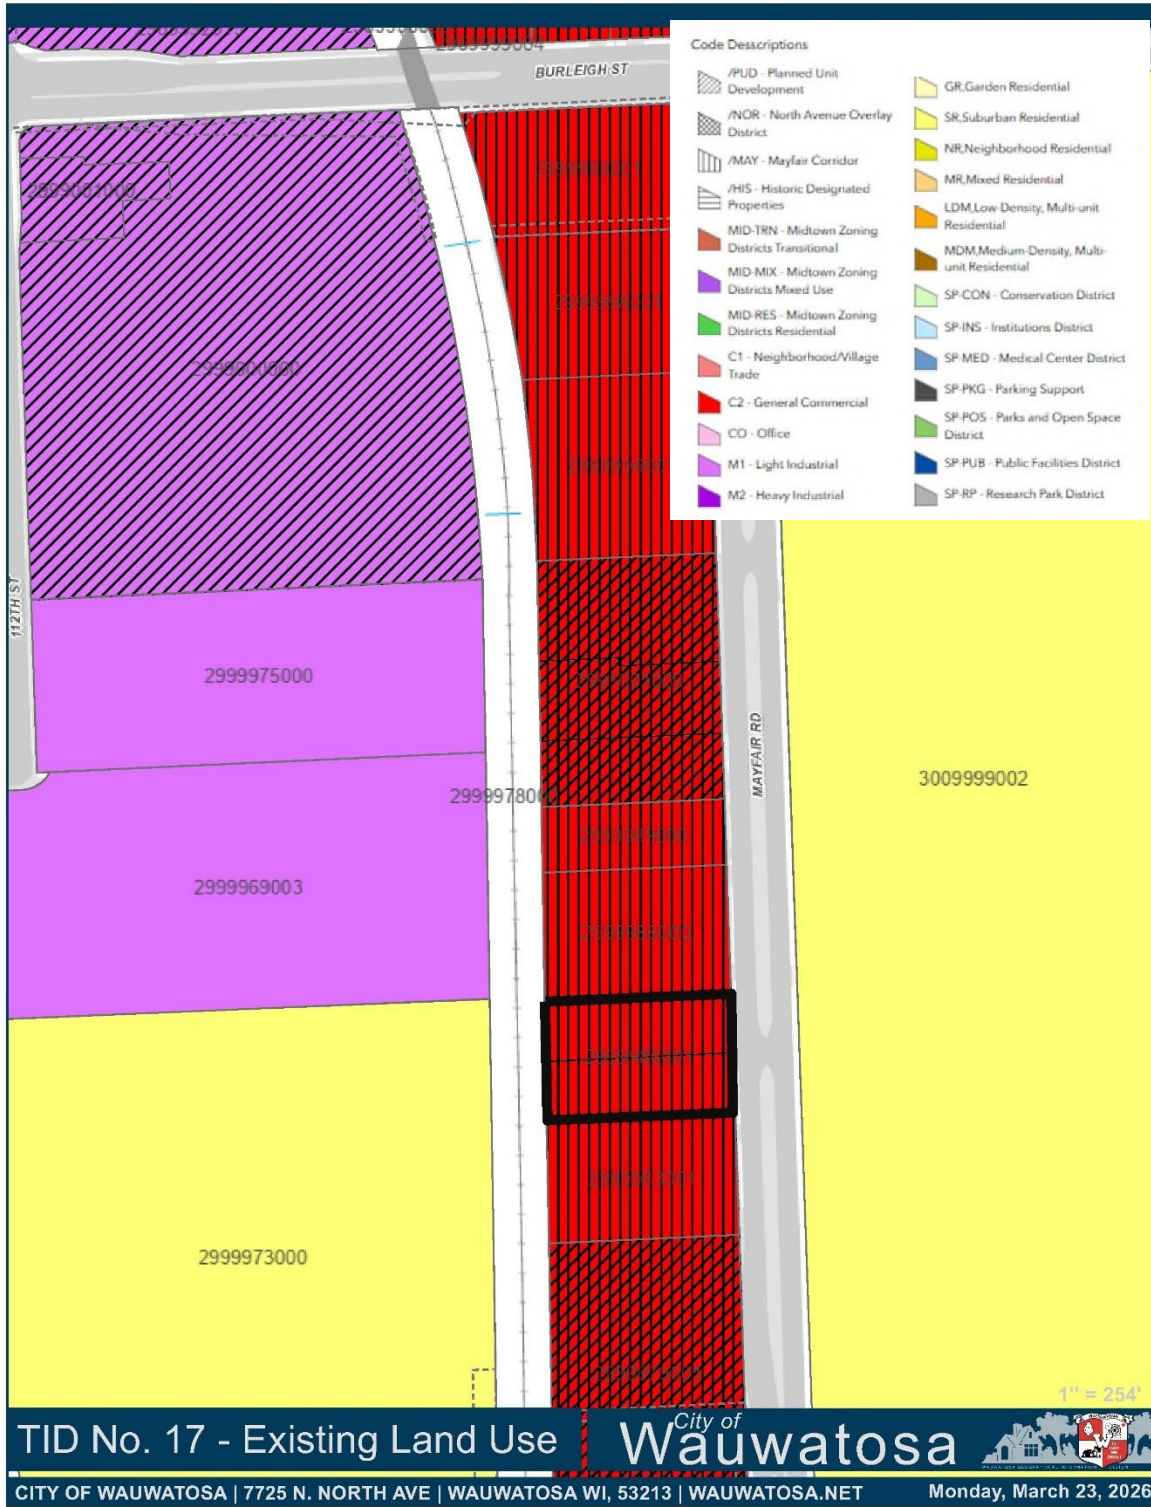 BURLEIGH ST
Code Desscriptions
/PUD - Planned Unit
Development
/NOR - North Avenue Overlay
District
/MAY - Mayfair Corridor
/HIS - Historic Designated
Properties
MID-TRN - Midtown Zoning
Districts Transitional
MID-MIX - Midtown Zoning
Districts Mixed Use
MID-RES - Midtown Zoning
Districts Residential
C1 - Neighborhood/Village
Trade
C2 - General Commercial
CO - Office
M1 - Light Industrial
M2 - Heavy Industrial
GR,Garden Residential
SR,Suburban Residential
NR,Neighborhood Residential
MR,Mixed Residential
LDM,Low-Density, Multi-unit
Residential
MDM,Medium-Density, Multi-
unit Residential
SP-CON - Conservation District
SP-INS - Institutions District
SP-MED - Medical Center District
SP-PKG - Parking Support
SP-POS - Parks and Open Space
District
SP-PUB - Public Facilities District
SP-RP - Research Park District
112TH ST
2999975000
MAYFAIR RD
3009999002
2999969003
2999973000
1" = 254'
TID No. 17 - Existing Land Use
City of
Wauwatosa
CITY OF WAUWATOSA | 7725 N. NORTH AVE | WAUWATOSA WI, 53213 | WAUWATOSA.NET
Monday, March 23, 2026